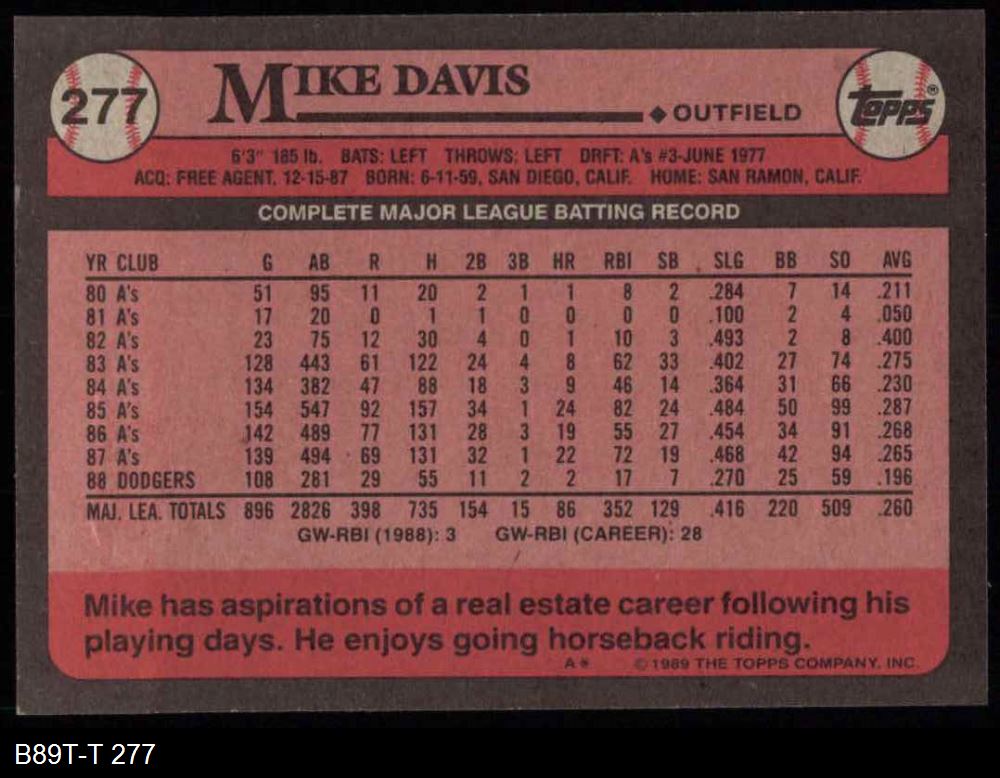 277
MIKE DAVIS
◆ OUTFIELD
TOPPS®
6'3" 185 lb. BATS: LEFT THROWS: LEFT DRFT: A's #3-JUNE 1977
ACQ: FREE AGENT, 12-15-87 BORN: 6-11-59, SAN DIEGO, CALIF. HOME: SAN RAMON, CALIF.
COMPLETE MAJOR LEAGUE BATTING RECORD
YR CLUB G AB R H 2B 3B HR RBI SB SLG BB SO AVG
80 A's 51 95 11 20 2 1 1 8 2 .284 7 14 .211
81 A's 17 20 0 1 1 0 0 0 0 .100 2 4 .050
82 A's 23 75 12 30 4 0 1 10 3 .493 2 8 .400
83 A's 128 443 61 122 24 4 8 62 33 .402 27 74 .275
84 A's 134 382 47 88 18 3 9 46 14 .364 31 66 .230
85 A's 154 547 92 157 34 1 24 82 24 .484 50 99 .287
86 A's 142 489 77 131 28 3 19 55 27 .454 34 91 .268
87 A's 139 494 69 131 32 1 22 72 19 .468 42 94 .265
88 DODGERS 108 281 29 55 11 2 2 17 7 .270 25 59 .196
MAJ. LEA. TOTALS 896 2826 398 735 154 15 86 352 129 .416 220 509 .260
GW-RBI (1988): 3 GW-RBI (CAREER): 28
Mike has aspirations of a real estate career following his
playing days. He enjoys going horseback riding.
A* © 1989 THE TOPPS COMPANY, INC.
B89T-T 277